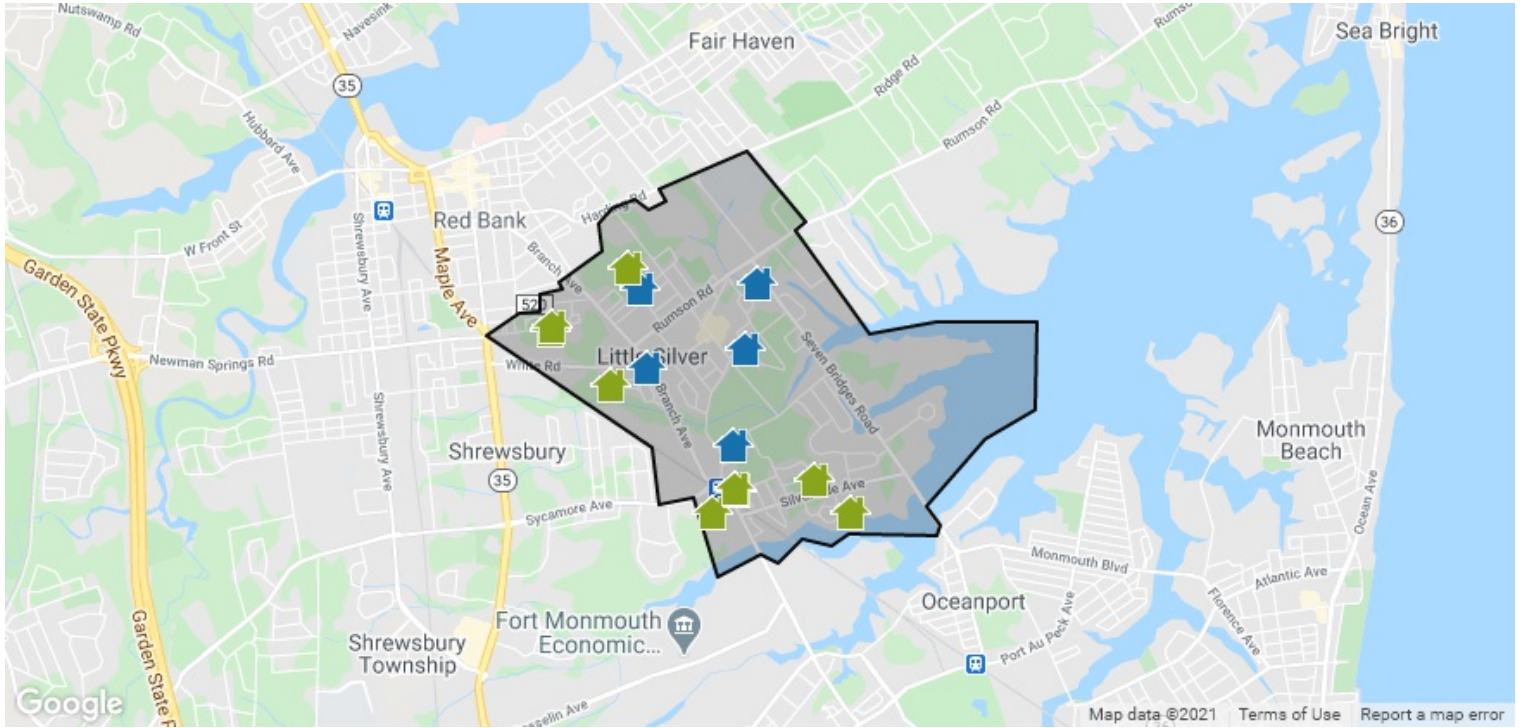 Nutswamp Rd
Navesink
Fair Haven
Rumson
Sea Bright
35
Ridge Rd
Rumson Rd
Hubbard Ave
Harding Rd
Red Bank
W Front St
Shrewsbury Ave
Branch Ave
36
Garden State Pkwy
Maple Ave
520
Rumson Rd
Newman Springs Rd
White Rd
Little Silver
Seven Bridges Road
Shrewsbury Ave
Branch Ave
Shrewsbury
Monmouth
Beach
35
Sycamore Ave
Ocean Ave
Monmouth Blvd
Atlantic Ave
Florence Ave
Oceanport
Fort Monmouth
Economic...
Shrewsbury
Township
Port Au Peck Ave
Garden State P
Google
Map data ©2021
Terms of Use
Report a map error